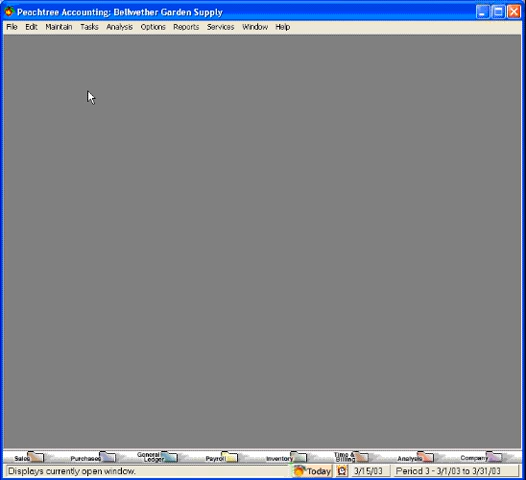 Peachtree Accounting: Bellwether Garden Supply
File Edit Maintain Tasks Analysis Options Reports Services Window Help
Sales Purchases General Ledger Payroll Inventory Time & Billing Analysis Company
Displays currently open window. Today 3/15/03 Period 3 - 3/1/03 to 3/31/03